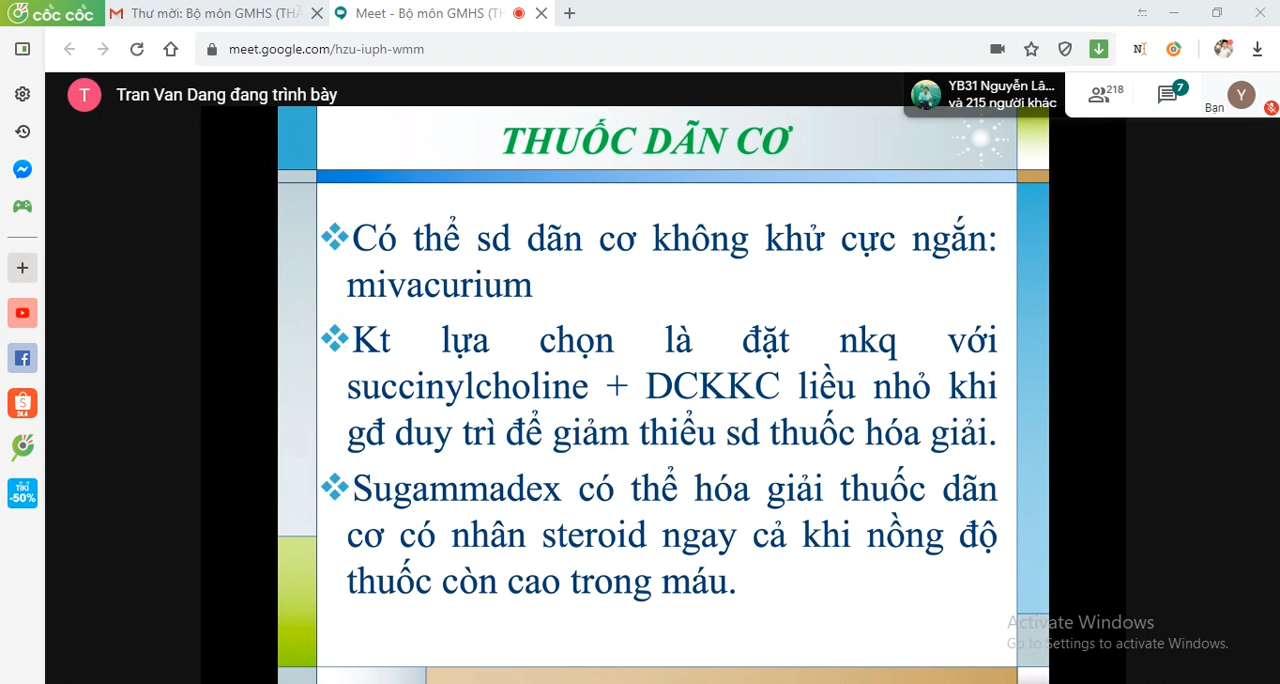 cốc cốc
Thư mời: Bộ môn GMHS (TH
Meet - Bộ môn GMHS (TH
meet.google.com/hzu-iuph-wmm
T
Tran Van Dang đang trình bày
YB31 Nguyễn Lâ...
và 215 người khác
218
7
Bạn
Y
THUỐC DÃN CƠ
Có thể sd dãn cơ không khử cực ngắn:
mivacurium
Kt lựa chọn là đặt nkq với
succinylcholine + DCKKC liều nhỏ khi
gđ duy trì để giảm thiểu sd thuốc hóa giải.
Sugammadex có thể hóa giải thuốc dãn
cơ có nhân steroid ngay cả khi nồng độ
thuốc còn cao trong máu.
TIKI
-50%
Activate Windows
Go to Settings to activate Windows.